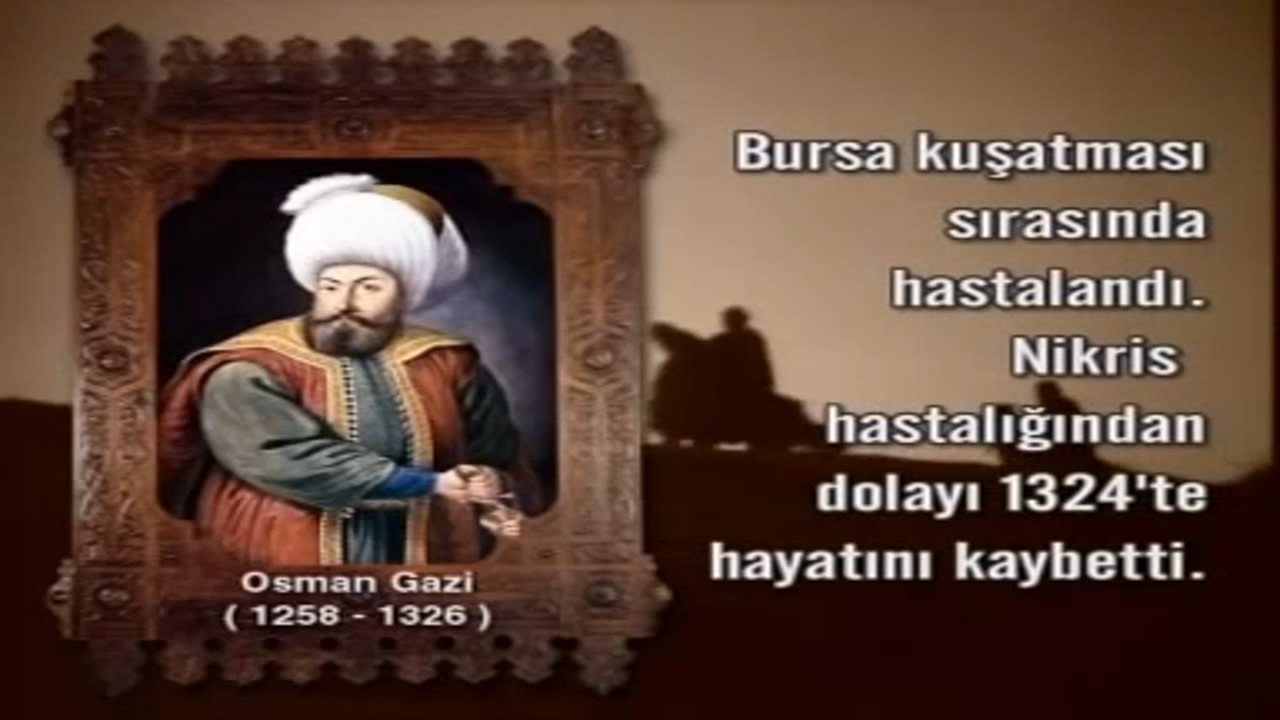 Bursa kuşatması
sırasında
hastalandı.
Nikris
hastalığından
dolayı 1324'te
hayatını kaybetti.
Osman Gazi
( 1258 - 1326 )